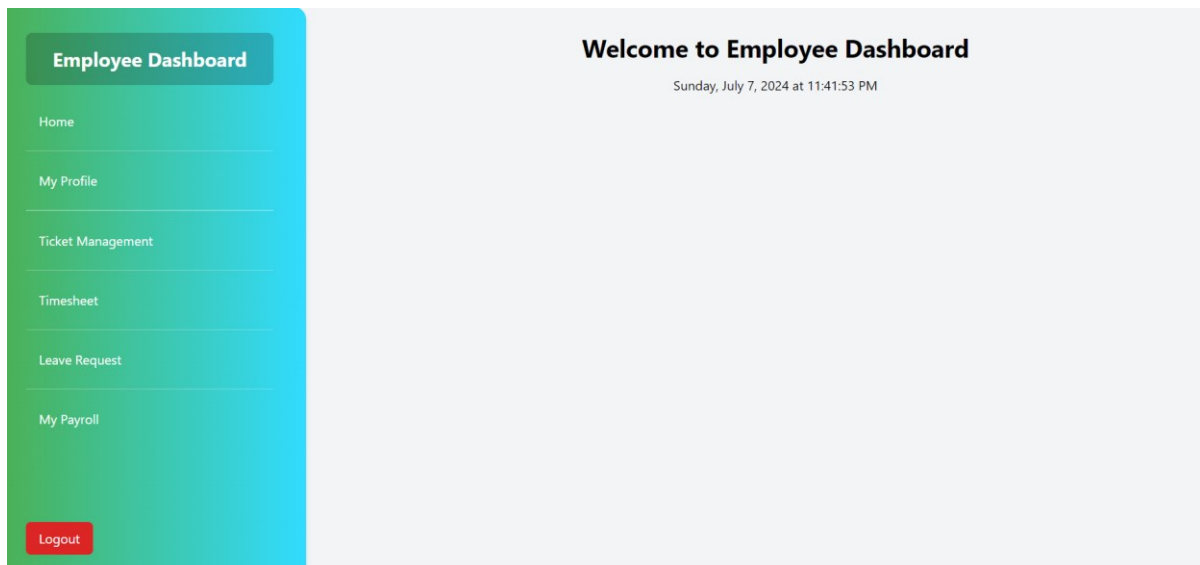 Employee Dashboard
Home
My Profile
Ticket Management
Timesheet
Leave Request
My Payroll
Logout
Welcome to Employee Dashboard
Sunday, July 7, 2024 at 11:41:53 PM